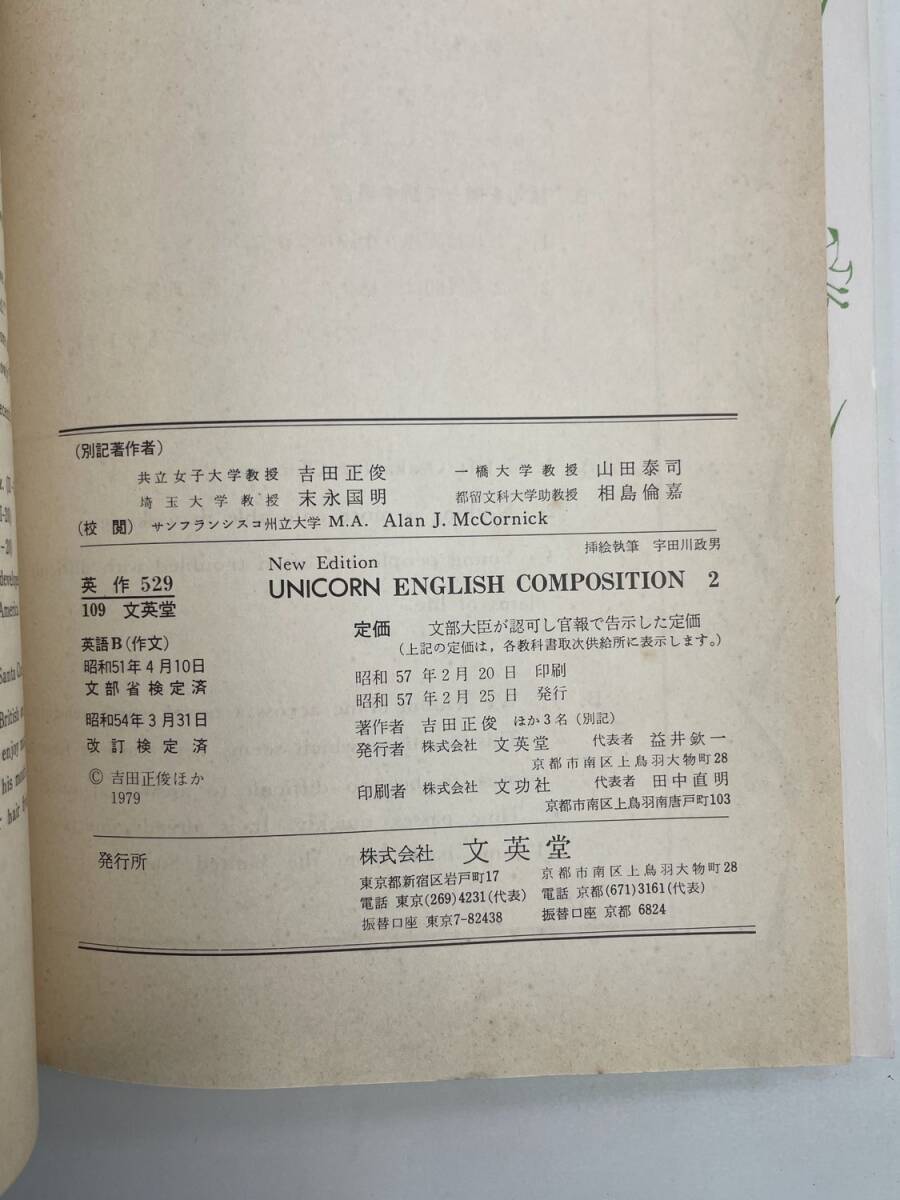 (別記著作者)
共立女子大学教授 吉田正俊 一橋大学教授 山田泰司
埼玉大学教授 末永国明 都留文科大学助教授 相島倫嘉
(校閲) サンフランシスコ州立大学 M.A. Alan J. McCornick
挿絵執筆 宇田川政男
英作 529
109 文英堂
New Edition
UNICORN ENGLISH COMPOSITION 2
英語B(作文)
昭和51年4月10日
文部省検定済
昭和54年3月31日
改訂検定済
© 吉田正俊ほか
1979
定価 文部大臣が認可し官報で告示した定価
(上記の定価は,各教科書取次供給所に表示します。)
昭和57年2月20日 印刷
昭和57年2月25日 発行
著作者 吉田正俊 ほか3名(別記)
発行者 株式会社 文英堂 代表者 益井欽一
京都市南区上鳥羽大物町28
印刷者 株式会社 文功社 代表者 田中直明
京都市南区上鳥羽南唐戸町103
発行所 株式会社 文英堂
東京都新宿区岩戸町17
電話 東京(269)4231(代表)
振替口座 東京7-82438
京都市南区上鳥羽大物町28
電話 京都(671)3161(代表)
振替口座 京都 6824